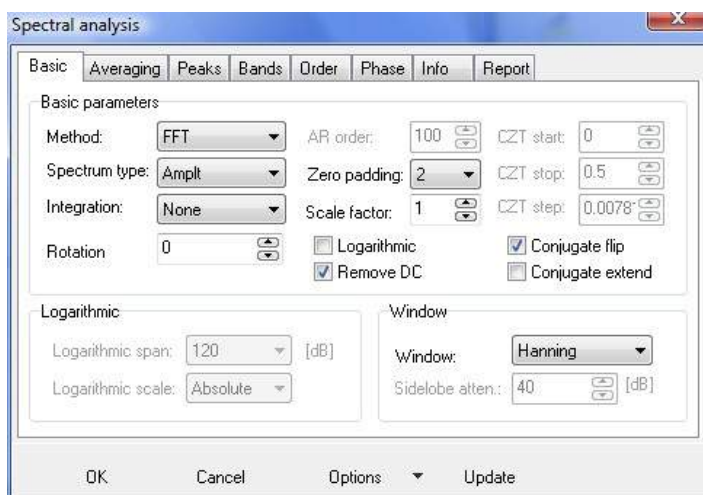 Spectral analysis
Basic Averaging Peaks Bands Order Phase Info Report
Basic parameters
Method: FFT AR order: 100 CZT start: 0
Spectrum type: Amplt Zero padding: 2 CZT stop: 0.5
Integration: None Scale factor: 1 CZT step: 0.0078
Rotation 0 Logarithmic Conjugate flip
Remove DC Conjugate extend
Logarithmic Window
Logarithmic span: 120 [dB] Window: Hanning
Logarithmic scale: Absolute Sidelobe atten.: 40 [dB]
OK Cancel Options Update